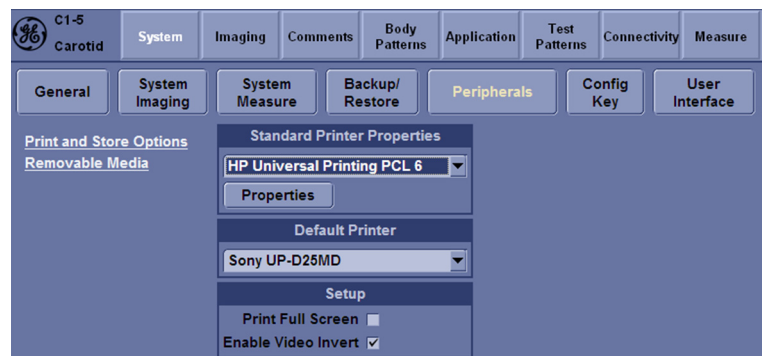 C1-5
Carotid
System
Imaging
Comments
Body
Patterns
Application
Test
Patterns
Connectivity
Measure
General
System
Imaging
System
Measure
Backup/
Restore
Peripherals
Config
Key
User
Interface
Print and Store Options
Removable Media
Standard Printer Properties
HP Universal Printing PCL 6
Properties
Default Printer
Sony UP-D25MD
Setup
Print Full Screen
Enable Video Invert